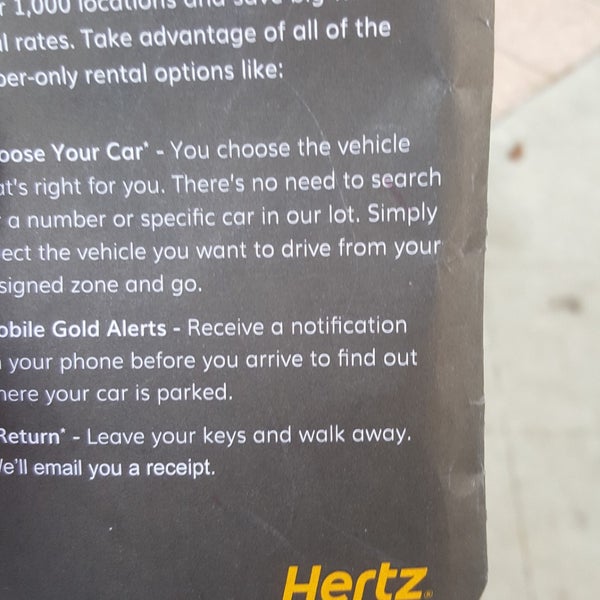 r 1,000 locations and save big
l rates. Take advantage of all of the
ber-only rental options like:
oose Your Car* - You choose the vehicle
at's right for you. There's no need to search
r a number or specific car in our lot. Simply
ect the vehicle you want to drive from your
signed zone and go.
obile Gold Alerts - Receive a notification
n your phone before you arrive to find out
here your car is parked.
Return* - Leave your keys and walk away.
We'll email you a receipt.
Hertz®